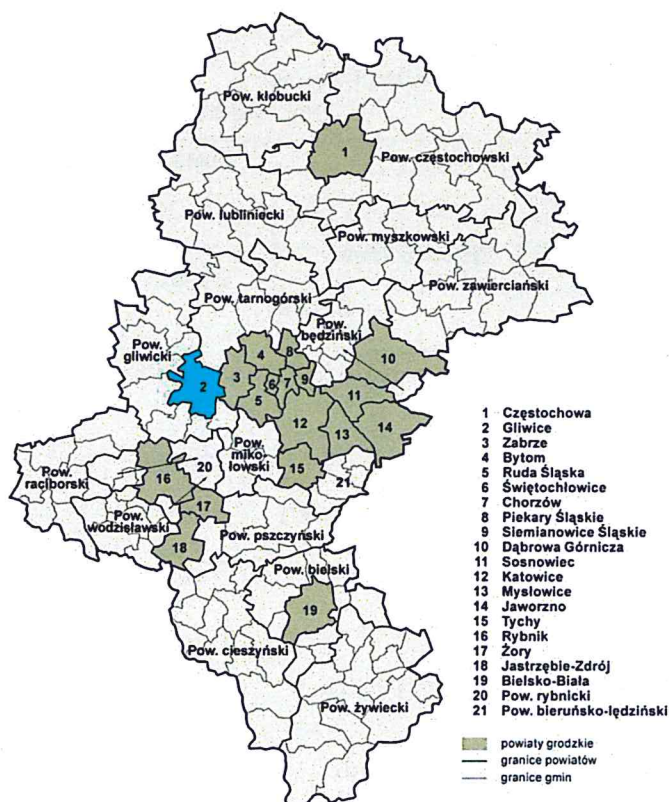 Pow. kłobucki
1
Pow. częstochowski
Pow. lubliniecki
Pow. myszkowski
Pow. zawierciański
Pow. tarnogórski
Pow.
będziński
Pow.
gliwicki
10
4
8
2
3
6
7
9
5
11
12
13
14
Pow.
miko-
łowski
15
21
Pow.
raciborski
20
16
17
Pow.
wodzisławski
18
Pow. pszczyński
Pow. bielski
19
Pow. cieszyński
Pow. żywiecki
1 Częstochowa
2 Gliwice
3 Zabrze
4 Bytom
5 Ruda Śląska
6 Świętochłowice
7 Chorzów
8 Piekary Śląskie
9 Siemianowice Śląskie
10 Dąbrowa Górnicza
11 Sosnowiec
12 Katowice
13 Mysłowice
14 Jaworzno
15 Tychy
16 Rybnik
17 Żory
18 Jastrzębie-Zdrój
19 Bielsko-Biała
20 Pow. rybnicki
21 Pow. bieruńsko-lędziński
powiaty grodzkie
granice powiatów
granice gmin